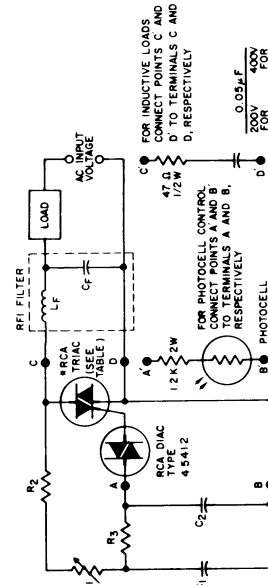 RFI FILTER
LOAD
AC INPUT
VOLTAGE
LF
CF
R2
C
*RCA
TRIAC
(SEE
TABLE)
D
R3
A
RCA DIAC
TYPE
45412
C2
B
A'
1.2 K 2W
B'
FOR PHOTOCELL CONTROL
CONNECT POINTS A' AND B'
TO TERMINALS A AND B,
RESPECTIVELY
PHOTOCELL
C'
47 Ω
1/2 W
D'
FOR INDUCTIVE LOADS
CONNECT POINTS C' AND
D' TO TERMINALS C AND
D, RESPECTIVELY
0.05 µF
200V 400V
FOR FOR